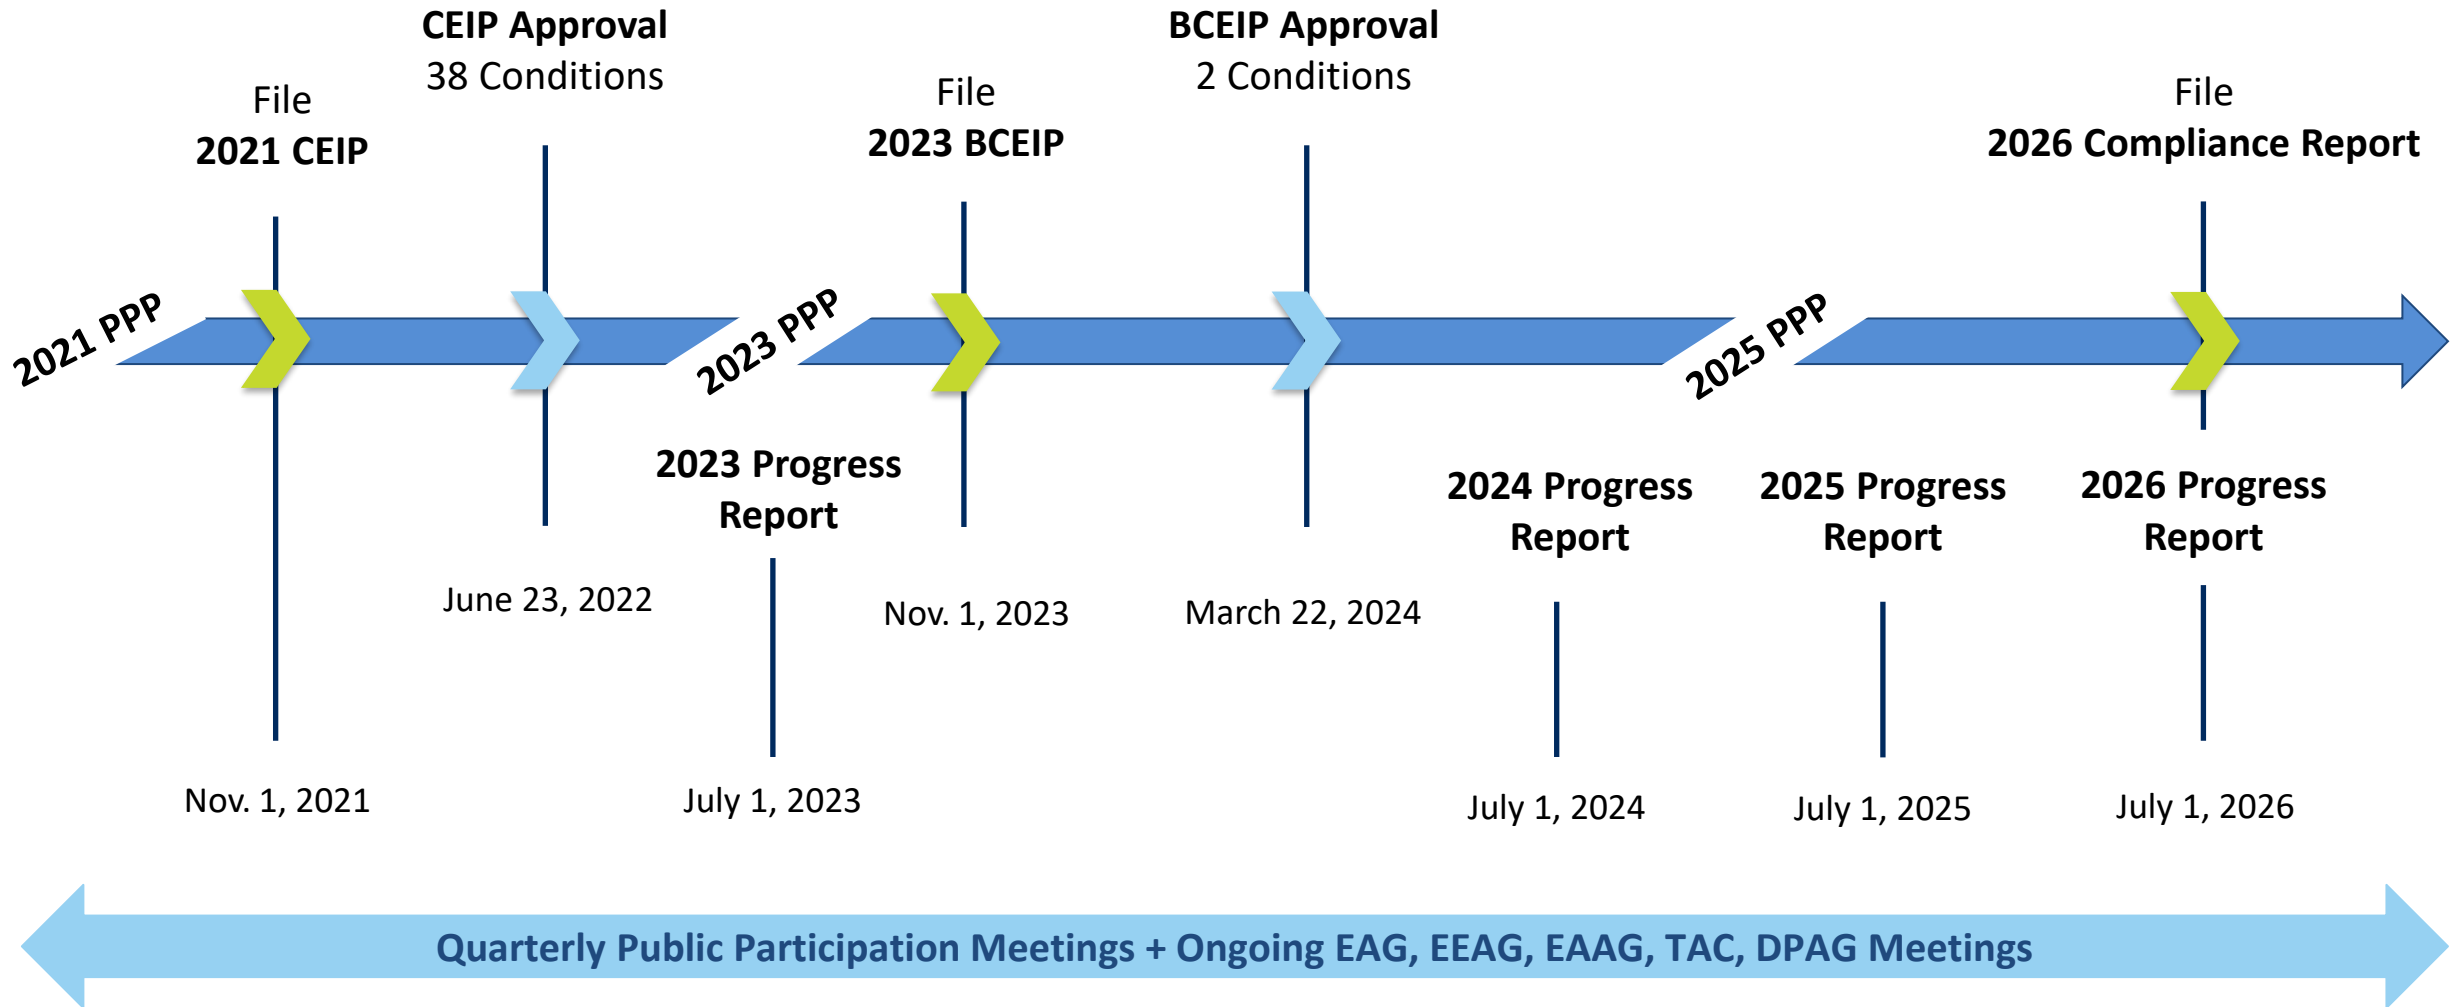 CEIP Approval
38 Conditions
BCEIP Approval
2 Conditions
File
2021 CEIP
File
2023 BCEIP
File
2026 Compliance Report
2021 PPP
2023 PPP
2025 PPP
2023 Progress
Report
2024 Progress
Report
2025 Progress
Report
2026 Progress
Report
June 23, 2022
Nov. 1, 2023
March 22, 2024
Nov. 1, 2021
July 1, 2023
July 1, 2024
July 1, 2025
July 1, 2026
Quarterly Public Participation Meetings + Ongoing EAG, EEAG, EAAG, TAC, DPAG Meetings